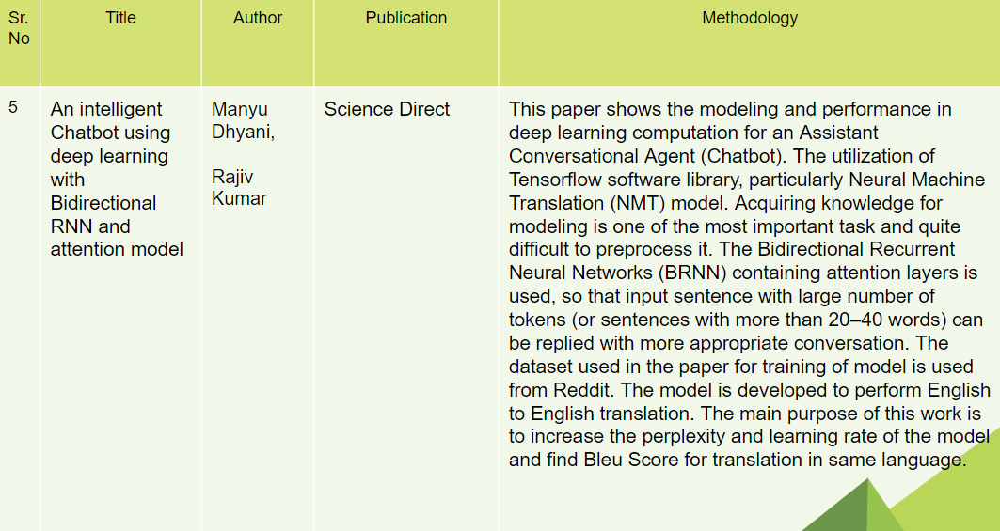 Sr.
No
Title
Author
Publication
Methodology
5
An intelligent
Chatbot using
deep learning
with
Bidirectional
RNN and
attention model
Manyu
Dhyani,
Rajiv
Kumar
Science Direct
This paper shows the modeling and performance in
deep learning computation for an Assistant
Conversational Agent (Chatbot). The utilization of
Tensorflow software library, particularly Neural Machine
Translation (NMT) model. Acquiring knowledge for
modeling is one of the most important task and quite
difficult to preprocess it. The Bidirectional Recurrent
Neural Networks (BRNN) containing attention layers is
used, so that input sentence with large number of
tokens (or sentences with more than 20–40 words) can
be replied with more appropriate conversation. The
dataset used in the paper for training of model is used
from Reddit. The model is developed to perform English
to English translation. The main purpose of this work is
to increase the perplexity and learning rate of the model
and find Bleu Score for translation in same language.